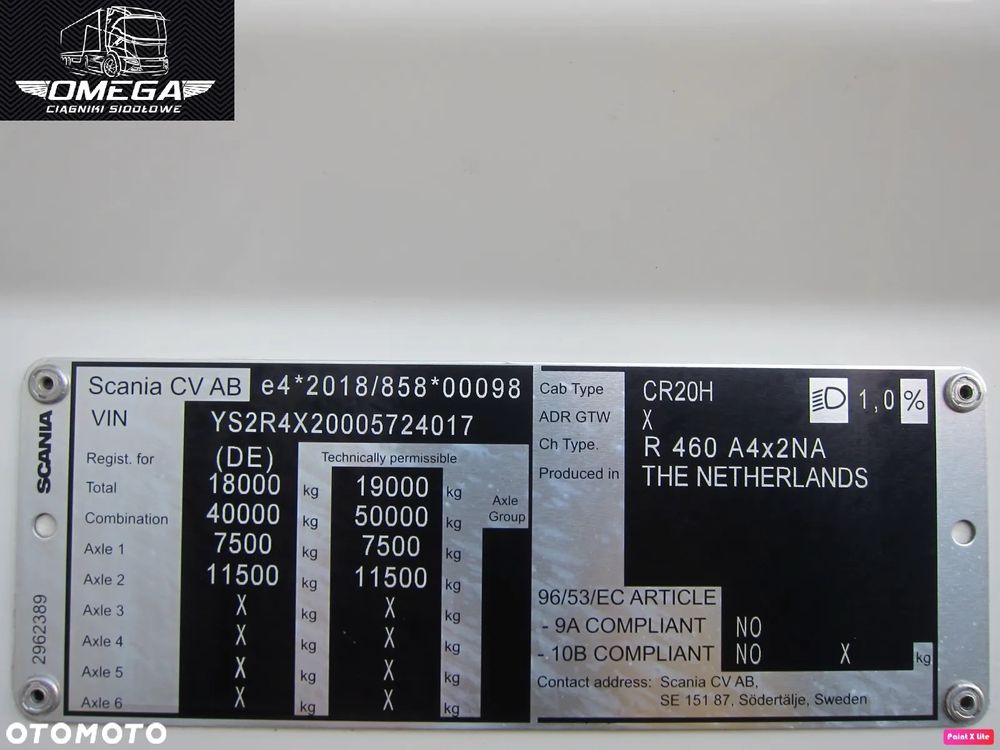 OMEGA
CIĄGNIKI SIODŁOWE
SCANIA
2962389
Scania CV AB e4*2018/858*00098
VIN YS2R4X20005724017
Regist. for (DE) Technically permissible
Total 18000 kg 19000 kg
Axle Group
Combination 40000 kg 50000 kg
Axle 1 7500 kg 7500 kg
Axle 2 11500 kg 11500 kg
Axle 3 X kg X kg
Axle 4 X kg X kg
Axle 5 X kg X kg
Axle 6 X kg X kg
Cab Type CR20H 1,0 %
ADR GTW X
Ch Type. R 460 A4x2NA
Produced in THE NETHERLANDS
96/53/EC ARTICLE
- 9A COMPLIANT NO
- 10B COMPLIANT NO X kg
Contact address: Scania CV AB,
SE 151 87, Södertälje, Sweden
OTOMOTO
Paint X Lite